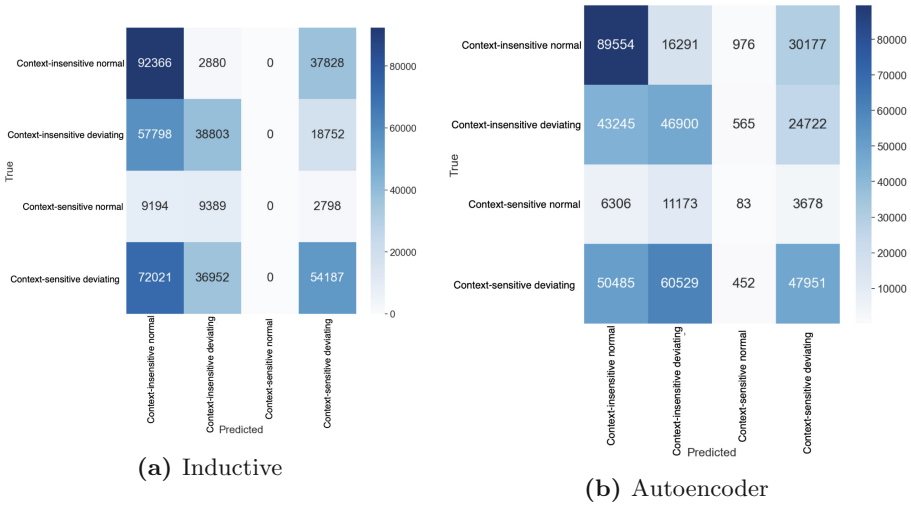 Context-insensitive normal 92366 2880 0 37828
Context-insensitive deviating 57798 38803 0 18752
Context-sensitive normal 9194 9389 0 2798
Context-sensitive deviating 72021 36952 0 54187
True
80000
60000
40000
20000
0
Context-insensitive normal
Context-insensitive deviating
Context-sensitive normal
Context-sensitive deviating
Predicted
(a) Inductive
Context-insensitive normal 89554 16291 976 30177
Context-insensitive deviating 43245 46900 565 24722
Context-sensitive normal 6306 11173 83 3678
Context-sensitive deviating 50485 60529 452 47951
True
80000
70000
60000
50000
40000
30000
20000
10000
Context-insensitive normal
Context-insensitive deviating
Context-sensitive normal
Context-sensitive deviating
Predicted
(b) Autoencoder